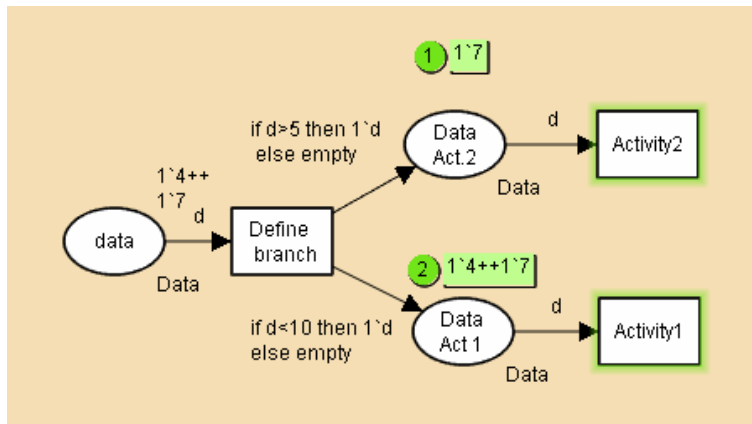 1 1`7
if d>5 then 1`d
else empty
Data
Act.2
d
Activity2
Data
1`4++
1`7
d
data
Data
Define
branch
2 1`4++1`7
if d<10 then 1`d
else empty
Data
Act 1
d
Activity1
Data